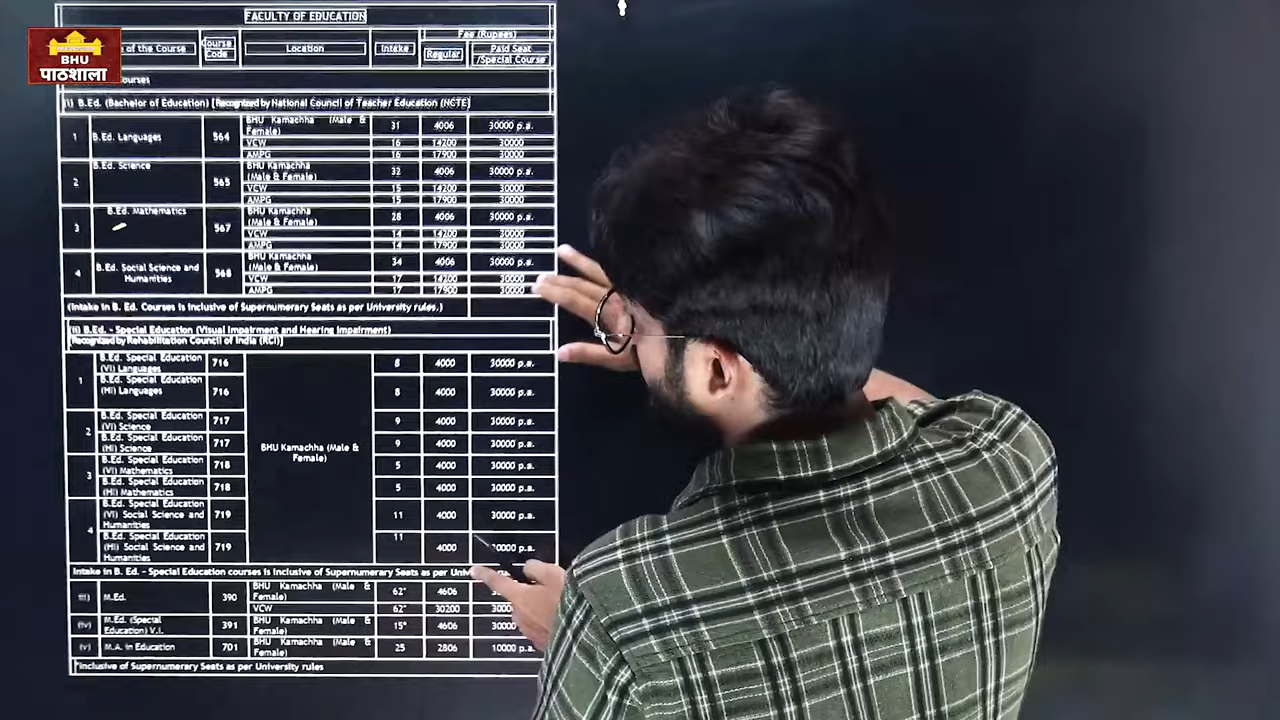 FACULTY OF EDUCATION
BHU
पाठशाला
of the Course
Course Code
Location
Intake
Fee (Rupees)
Regular
Paid Seat /Special Course
ourses
(i) B.Ed. (Bachelor of Education) [Recognized by National Council of Teacher Education (NCTE)]
1 B.Ed. Languages 564 BHU Kamachha (Male & Female) 31 4006 30000 p.a.
VCW 16 14200 30000
AMPG 16 17900 30000
2 B.Ed. Science 565 BHU Kamachha (Male & Female) 32 4006 30000 p.a.
VCW 15 14200 30000
AMPG 15 17900 30000
3 B.Ed. Mathematics 567 BHU Kamachha (Male & Female) 28 4006 30000 p.a.
VCW 14 14200 30000
AMPG 14 17900 30000
4 B.Ed. Social Science and Humanities 568 BHU Kamachha (Male & Female) 34 4006 30000 p.a.
VCW 17 14200 30000
AMPG 17 17900 30000
(Intake in B. Ed. Courses is inclusive of Supernumerary Seats as per University rules.)
(ii) B.Ed. - Special Education (Visual Impairment and Hearing Impairment)
[Recognized by Rehabilitation Council of India (RCI)]
1 B.Ed. Special Education (VI) Languages 716 8 4000 30000 p.a.
B.Ed. Special Education (HI) Languages 716 8 4000 30000 p.a.
2 B.Ed. Special Education (VI) Science 717 9 4000 30000 p.a.
B.Ed. Special Education (HI) Science 717 9 4000 30000 p.a.
BHU Kamachha (Male & Female)
3 B.Ed. Special Education (VI) Mathematics 718 5 4000 30000 p.a.
B.Ed. Special Education (HI) Mathematics 718 5 4000 30000 p.a.
4 B.Ed. Special Education (VI) Social Science and Humanities 719 11 4000 30000 p.a.
B.Ed. Special Education (HI) Social Science and Humanities 719 11 4000 0000 p.a.
Intake in B. Ed. - Special Education courses is inclusive of Supernumerary Seats as per
iii) M.Ed. 390 BHU Kamachha (Male & Female) 62* 4606
VCW 62* 30200 3000
(iv) M.Ed. (Special Education) V.I. 391 BHU Kamachha (Male & Female) 15* 4606 30000
(v) M.A. in Education 701 BHU Kamachha (Male & Female) 25 2806 10000 p.a.
*Inclusive of Supernumerary Seats as per University rules